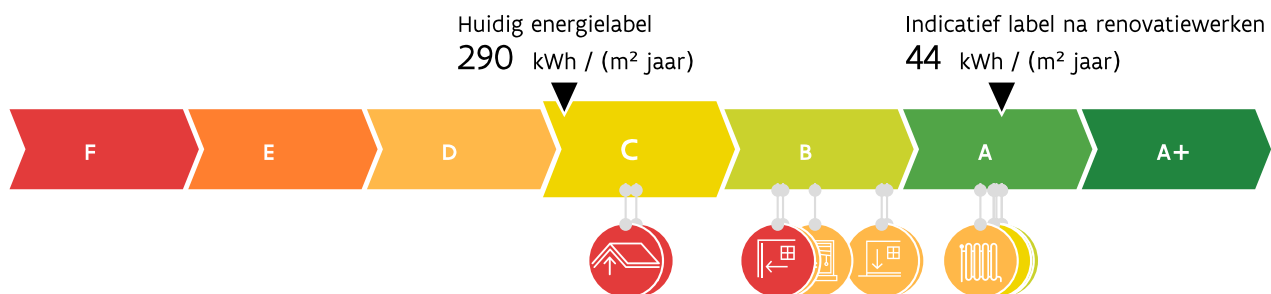 Huidig energielabel
290 kWh / (m² jaar)
Indicatief label na renovatiewerken
44 kWh / (m² jaar)
F
E
D
C
B
A
A+